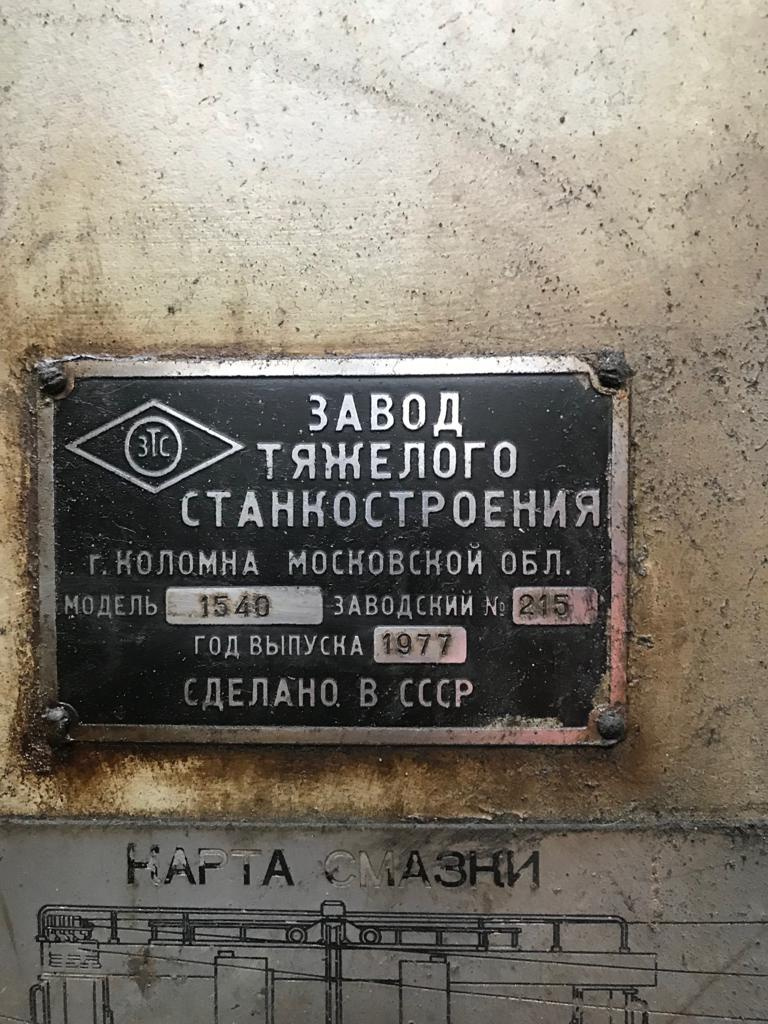 ЗТС
ЗАВОД
ТЯЖЕЛОГО
СТАНКОСТРОЕНИЯ
г. КОЛОМНА МОСКОВСКОЙ ОБЛ.
МОДЕЛЬ 1540 ЗАВОДСКИЙ № 215
ГОД ВЫПУСКА 1977
СДЕЛАНО В СССР
КАРТА СМАЗКИ